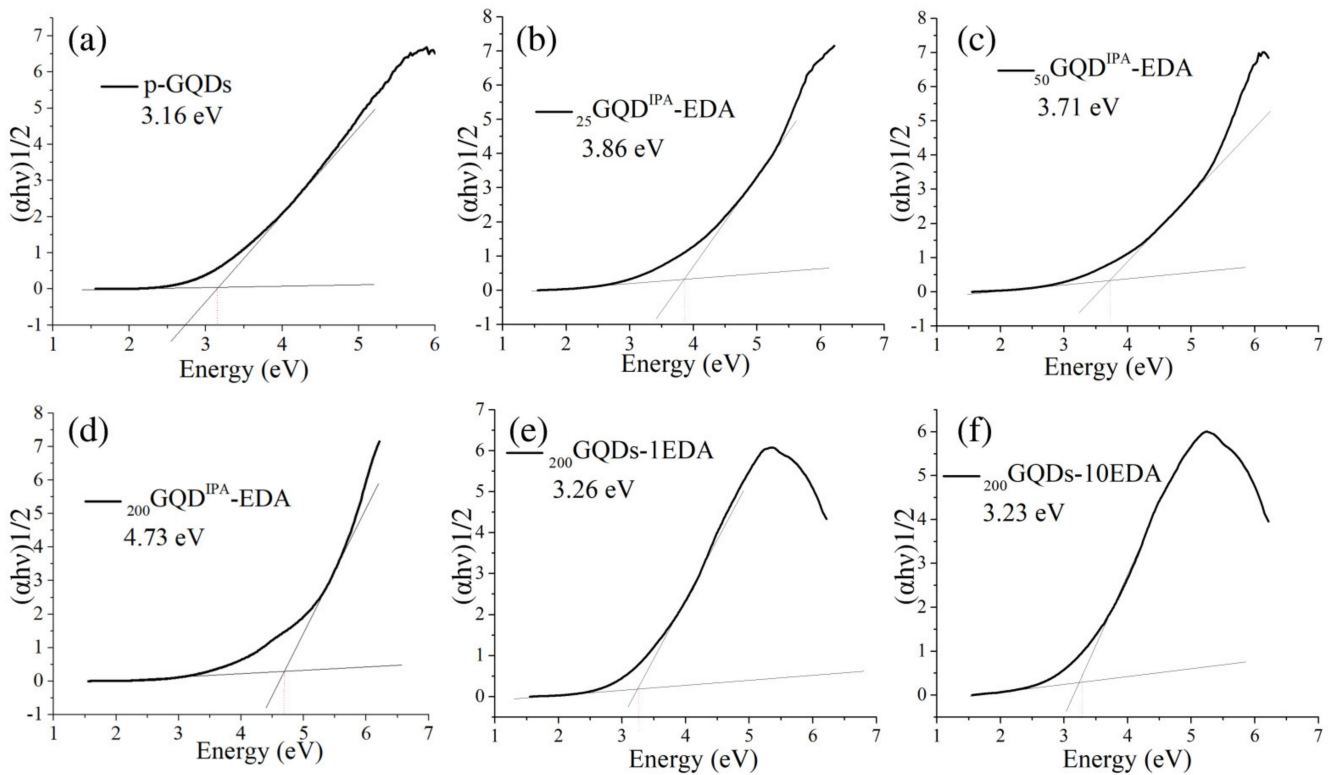 (a)
p-GQDs
3.16 eV
(αhν)1/2
7
6
5
4
3
2
1
0
-1
1 2 3 4 5 6
Energy (eV)
(b)
25GQDIPA-EDA
3.86 eV
(αhν)1/2
8
7
6
5
4
3
2
1
0
-1
1 2 3 4 5 6 7
Energy (eV)
(c)
50GQDIPA-EDA
3.71 eV
(αhν)1/2
8
7
6
5
4
3
2
1
0
-1
1 2 3 4 5 6 7
Energy (eV)
(d)
200GQDIPA-EDA
4.73 eV
(αhν)1/2
8
7
6
5
4
3
2
1
0
-1
1 2 3 4 5 6 7
Energy (eV)
(e)
200GQDs-1EDA
3.26 eV
(αhν)1/2
7
6
5
4
3
2
1
0
1 2 3 4 5 6 7 8
Energy (eV)
(f)
200GQDs-10EDA
3.23 eV
(αhν)1/2
6
5
4
3
2
1
0
1 2 3 4 5 6 7
Energy (eV)